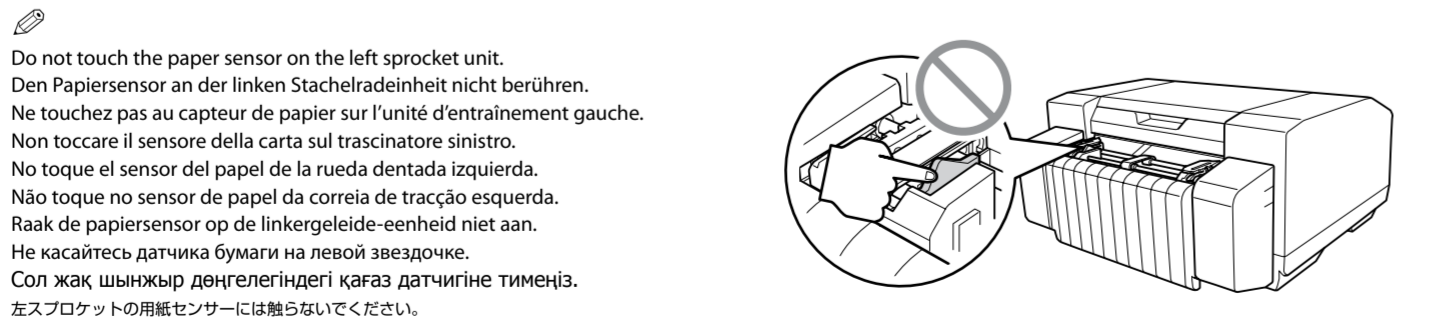 Do not touch the paper sensor on the left sprocket unit.
Den Papiersensor an der linken Stachelradeinheit nicht berühren.
Ne touchez pas au capteur de papier sur l’unité d’entraînement gauche.
Non toccare il sensore della carta sul trascinatore sinistro.
No toque el sensor del papel de la rueda dentada izquierda.
Não toque no sensor de papel da correia de tracção esquerda.
Raak de papiersensor op de linkergeleide-eenheid niet aan.
Не касайтесь датчика бумаги на левой звездочке.
Сол жақ шынжыр дөңгелегіндегі қағаз датчигіне тимеңіз.
左スプロケットの用紙センサーには触らないでください。